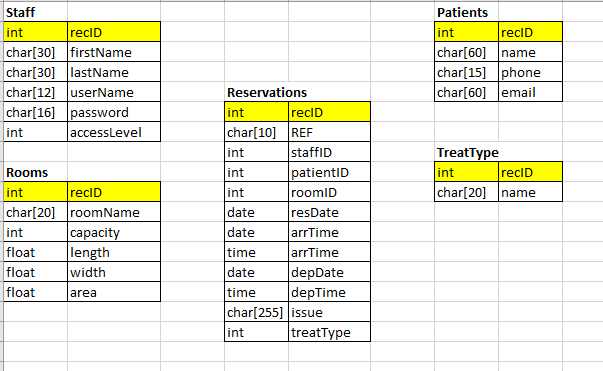 Staff
int recID
char[30] firstName
char[30] lastName
char[12] userName
char[16] password
int accessLevel
Rooms
int recID
char[20] roomName
int capacity
float length
float width
float area
Reservations
int recID
char[10] REF
int staffID
int patientID
int roomID
date resDate
date arrTime
time arrTime
date depDate
time depTime
char[255] issue
int treatType
Patients
int recID
char[60] name
char[15] phone
char[60] email
TreatType
int recID
char[20] name